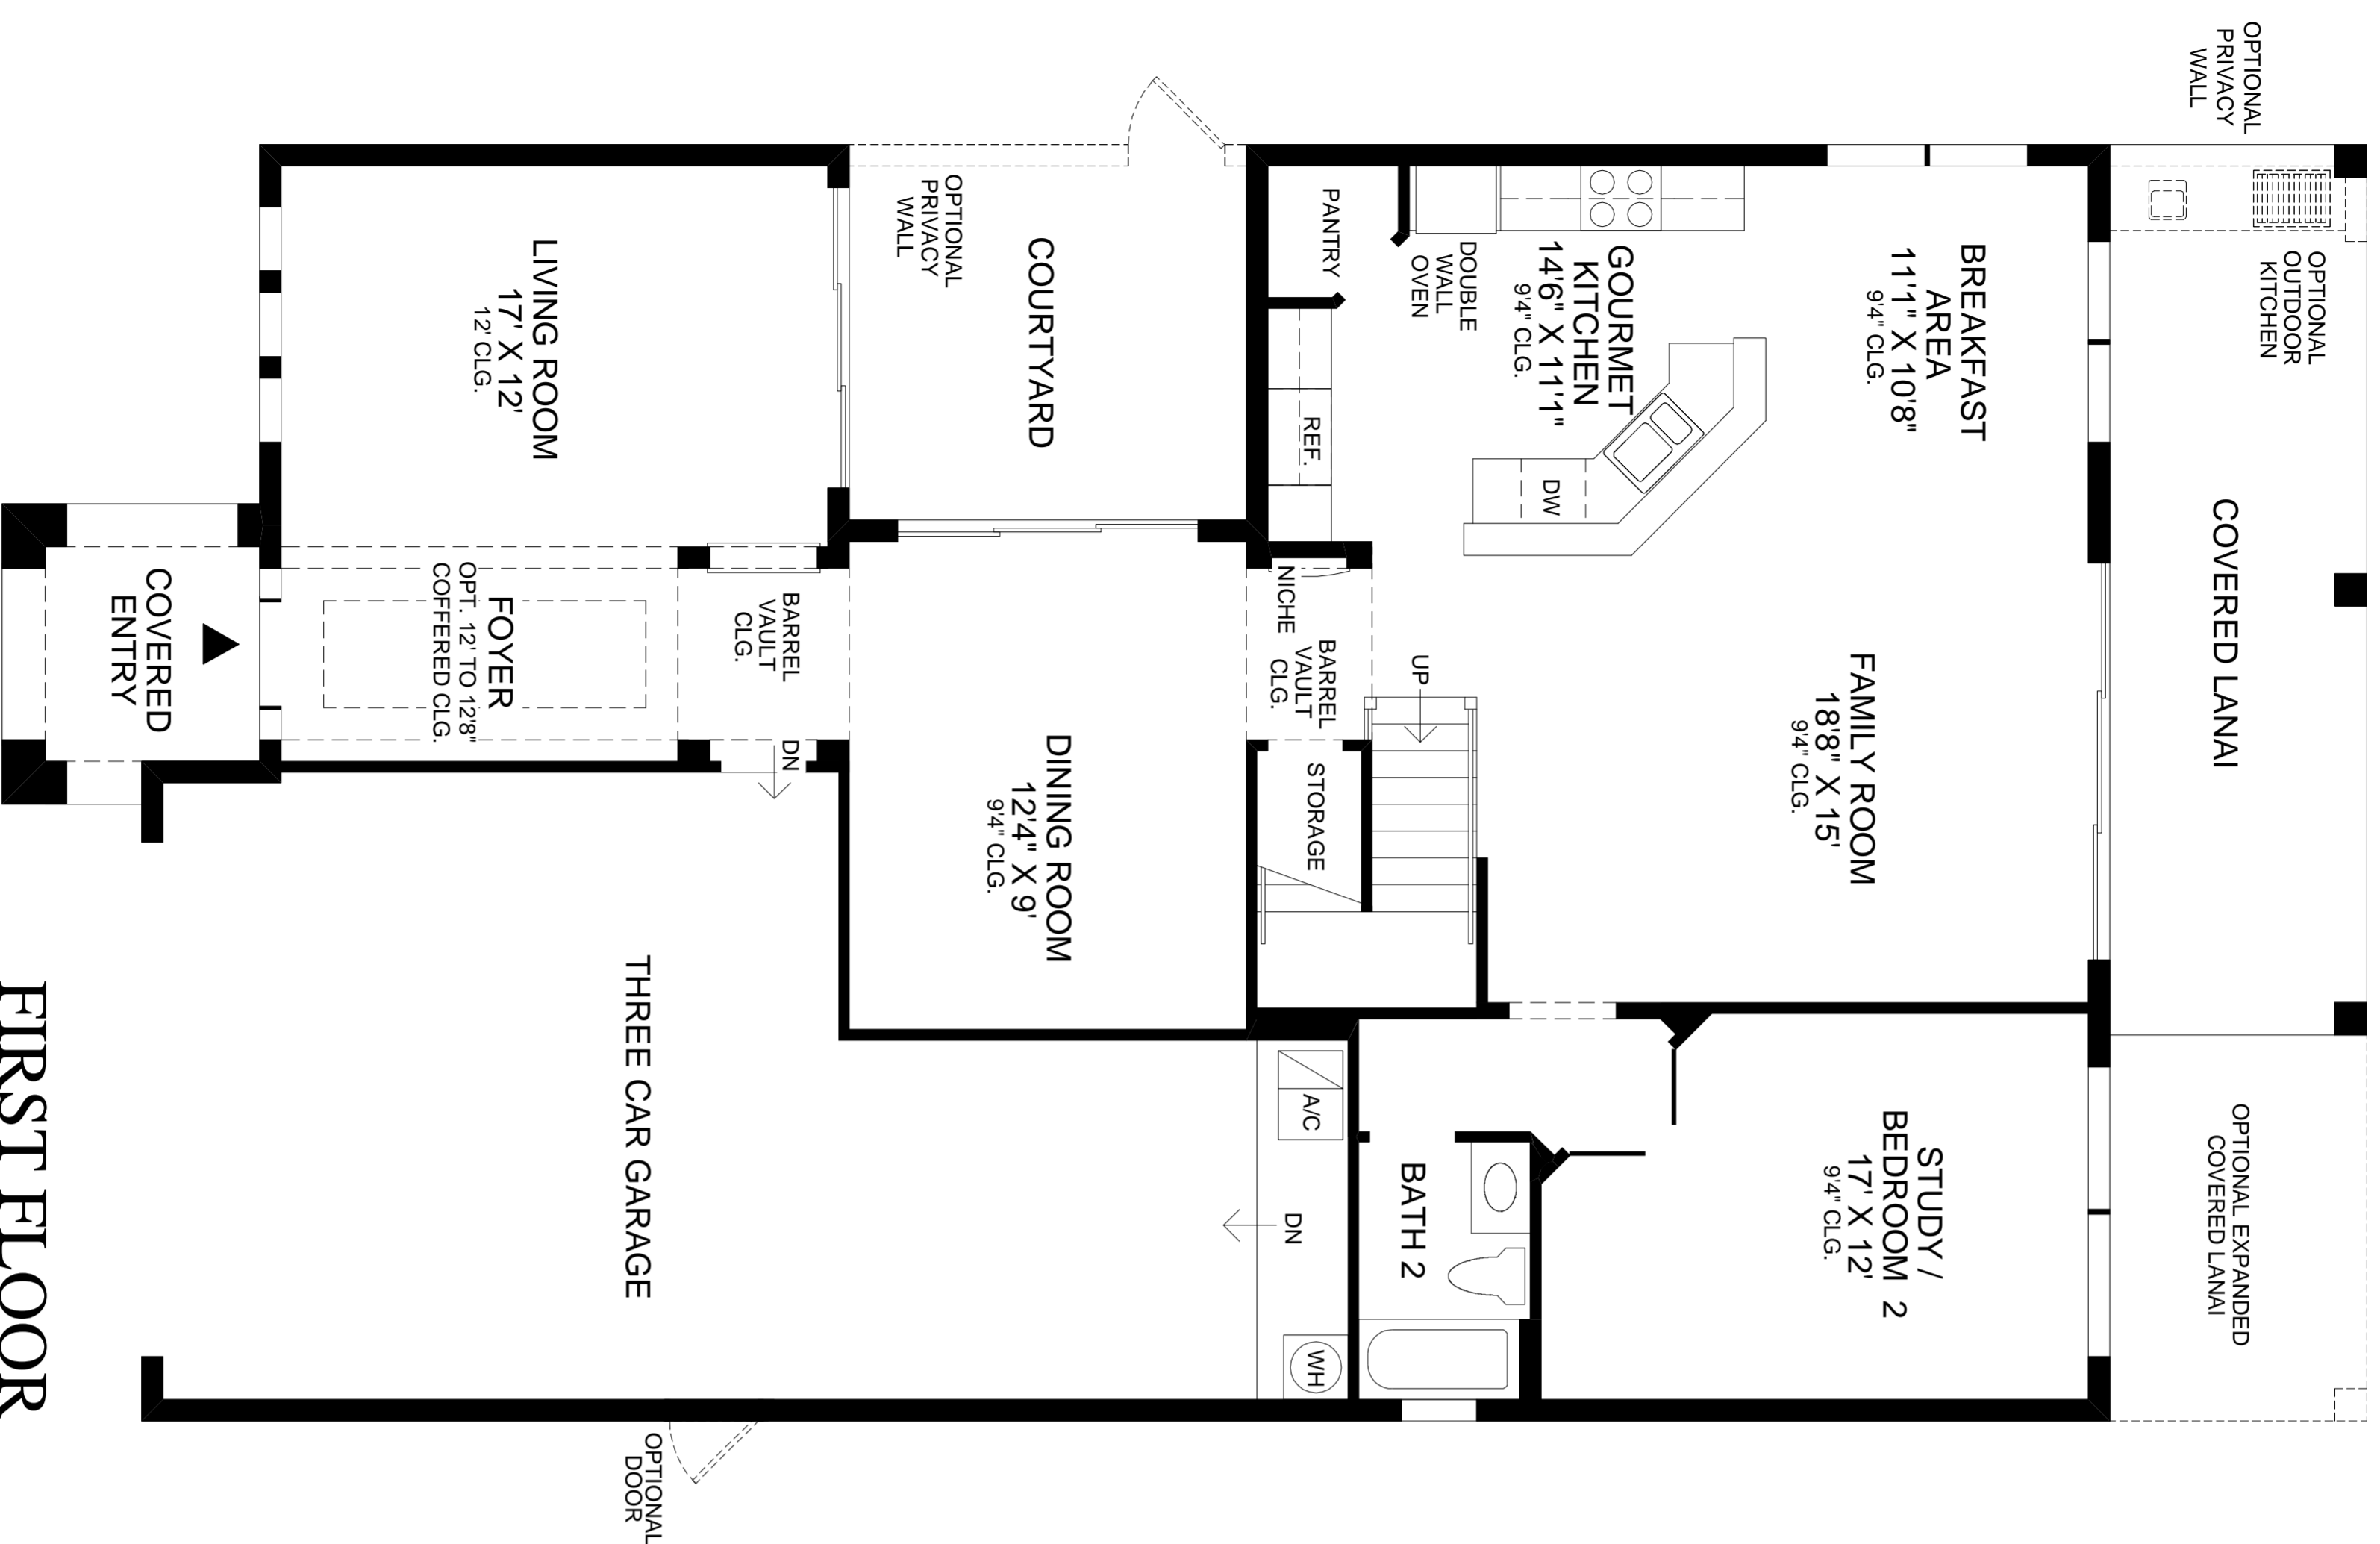 OPTIONAL
PRIVACY
WALL
OPTIONAL
OUTDOOR
KITCHEN
COVERED LANAI
OPTIONAL EXPANDED
COVERED LANAI
BREAKFAST
AREA
11'1" X 10'8"
9'4" CLG.
FAMILY ROOM
18'8" X 15'
9'4" CLG.
STUDY /
BEDROOM 2
17' X 12'
9'4" CLG.
GOURMET
KITCHEN
14'6" X 11'1"
9'4" CLG.
DW
DOUBLE
WALL
OVEN
PANTRY
REF.
UP
NICHE
BARREL
VAULT
CLG.
STORAGE
BATH 2
A/C
DN
WH
COURTYARD
OPTIONAL
PRIVACY
WALL
DINING ROOM
12'4" X 9'
9'4" CLG.
BARREL
VAULT
CLG.
DN
LIVING ROOM
17' X 12'
12' CLG.
FOYER
OPT. 12' TO 12'8"
COFFERED CLG.
THREE CAR GARAGE
OPTIONAL
DOOR
COVERED
ENTRY
FIRST FLOOR